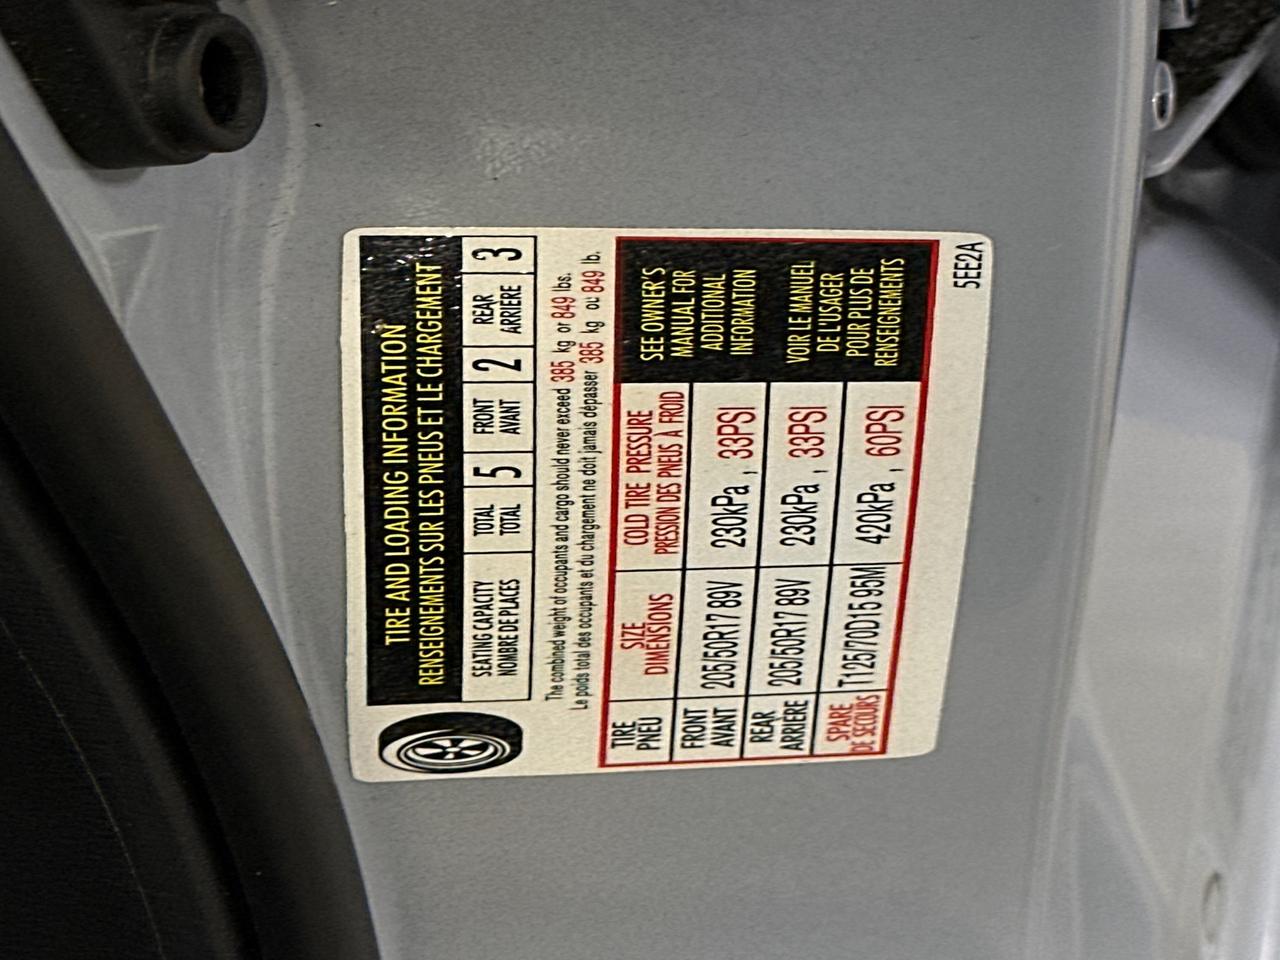 TIRE AND LOADING INFORMATION
RENSEIGNEMENTS SUR LES PNEUS ET LE CHARGEMENT
SEATING CAPACITY
NOMBRE DE PLACES
TOTAL
TOTAL
5
FRONT
AVANT
2
REAR
ARRIÈRE
3
The combined weight of occupants and cargo should never exceed 385 kg or 849 lbs.
Le poids total des occupants et du chargement ne doit jamais dépasser 385 kg ou 849 lb.
TIRE
PNEU
SIZE
DIMENSIONS
COLD TIRE PRESSURE
PRESSION DES PNEUS À FROID
FRONT
AVANT
205/50R17 89V
230kPa , 33PSI
REAR
ARRIÈRE
205/50R17 89V
230kPa , 33PSI
SPARE
DE SECOURS
T125/70D15 95M
420kPa , 60PSI
SEE OWNER'S
MANUAL FOR
ADDITIONAL
INFORMATION
VOIR LE MANUEL
DE L'USAGER
POUR PLUS DE
RENSEIGNEMENTS
5EE2A